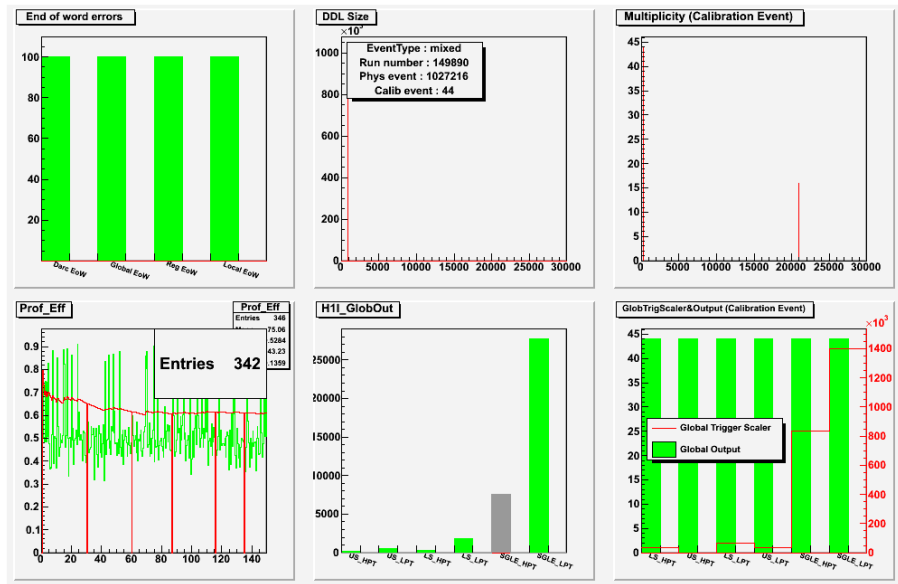 End of word errors
100
80
60
40
20
Darc EoW
Global EoW
Reg EoW
Local EoW
DDL Size
×10³
1000
800
600
400
200
0
EventType : mixed
Run number : 149890
Phys event : 1027216
Calib event : 44
0 5000 10000 15000 20000 25000 30000
Multiplicity (Calibration Event)
45
40
35
30
25
20
15
10
5
0
0 5000 10000 15000 20000 25000 30000
Prof_Eff
Prof_Eff
Entries 346
75.06
.5284
43.23
.1359
Entries 342
0.9
0.8
0.7
0.6
0.5
0.4
0.3
0.2
0.1
0
0 20 40 60 80 100 120 140
H1I_GlobOut
25000
20000
15000
10000
5000
0
US_HPT
US_LPT
LS_HPT
LS_LPT
SGLE_HPT
SGLE_LPT
GlobTrigScaler&Output (Calibration Event)
45
40
35
30
25
20
15
10
5
0
Global Trigger Scaler
Global Output
×10³
1400
1200
1000
800
600
400
200
0
LS_HPT
US_HPT
LS_LPT
US_LPT
SGLE_HPT
SGLE_LPT